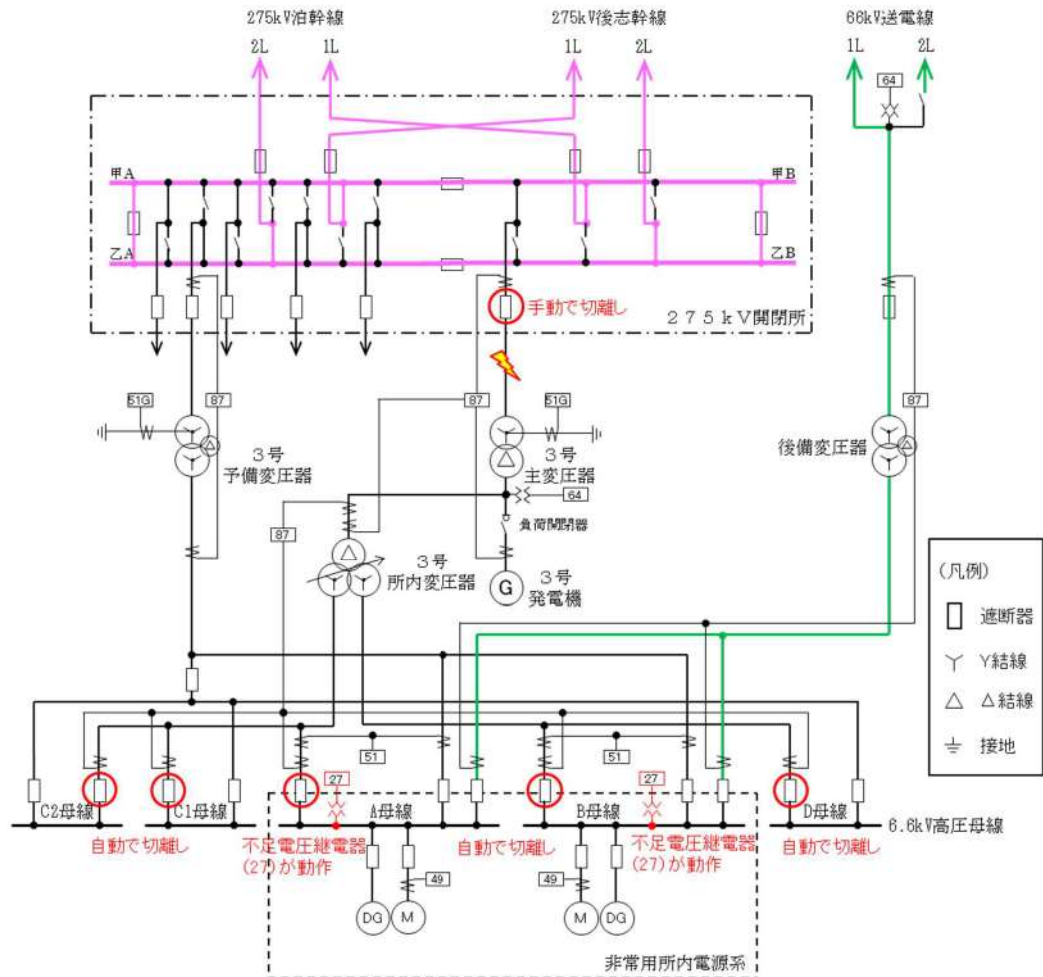 275kV泊幹線
275kV後志幹線
66kV送電線
2L
1L
1L
2L
1L
2L
64
甲A
甲B
乙A
乙B
手動で切離し
275kV開閉所
51G
87
87
51G
87
3号
予備変圧器
3号
主変圧器
後備変圧器
64
87
負荷開閉器
3号
所内変圧器
G
3号
発電機
(凡例)
遮断器
Y結線
△結線
接地
51
51
27
27
C2母線
C1母線
A母線
B母線
D母線
6.6kV高圧母線
自動で切離し
不足電圧継電器
(27)が動作
自動で切離し
不足電圧継電器
(27)が動作
自動で切離し
49
49
DG
M
M
DG
非常用所内電源系